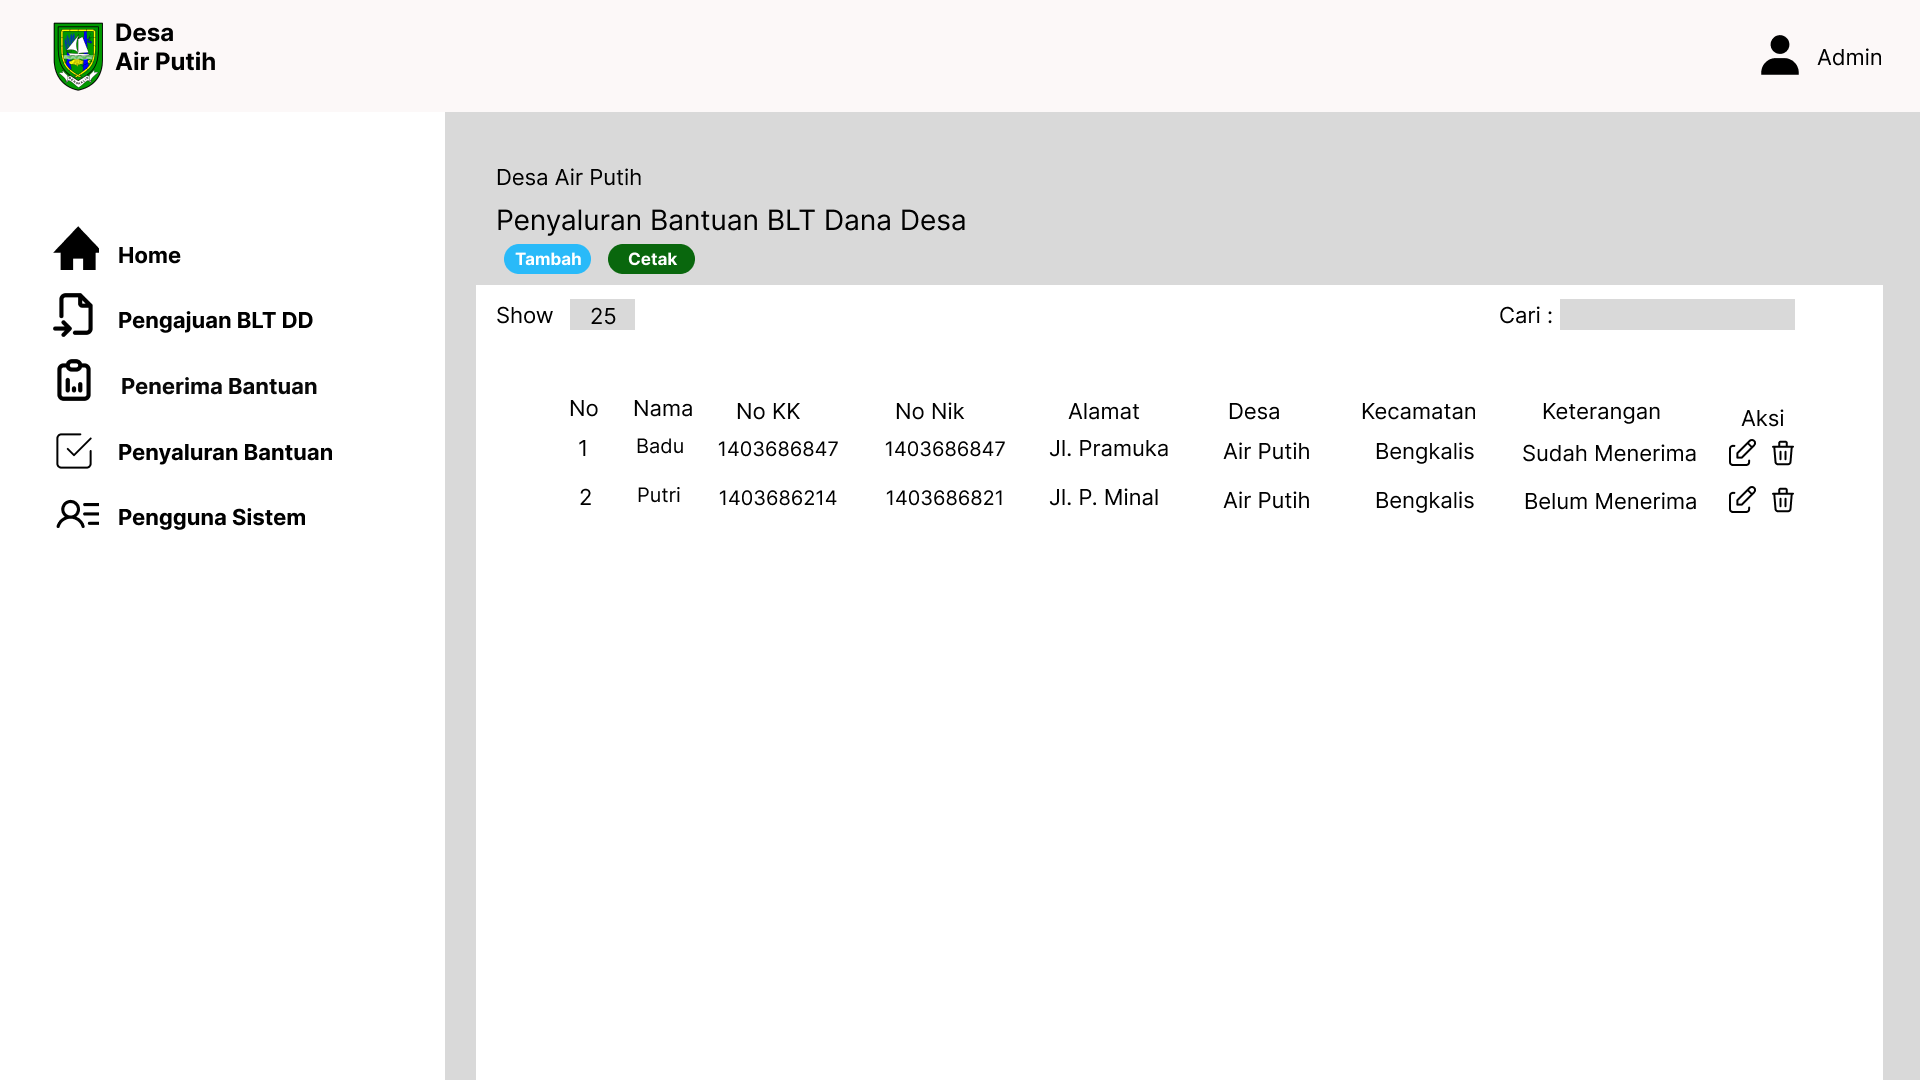 Desa
Air Putih
Admin
Home
Pengajuan BLT DD
Penerima Bantuan
Penyaluran Bantuan
Pengguna Sistem
Desa Air Putih
Penyaluran Bantuan BLT Dana Desa
Tambah Cetak
Show 25 Cari :
No Nama No KK No Nik Alamat Desa Kecamatan Keterangan Aksi
1 Badu 1403686847 1403686847 Jl. Pramuka Air Putih Bengkalis Sudah Menerima
2 Putri 1403686214 1403686821 Jl. P. Minal Air Putih Bengkalis Belum Menerima